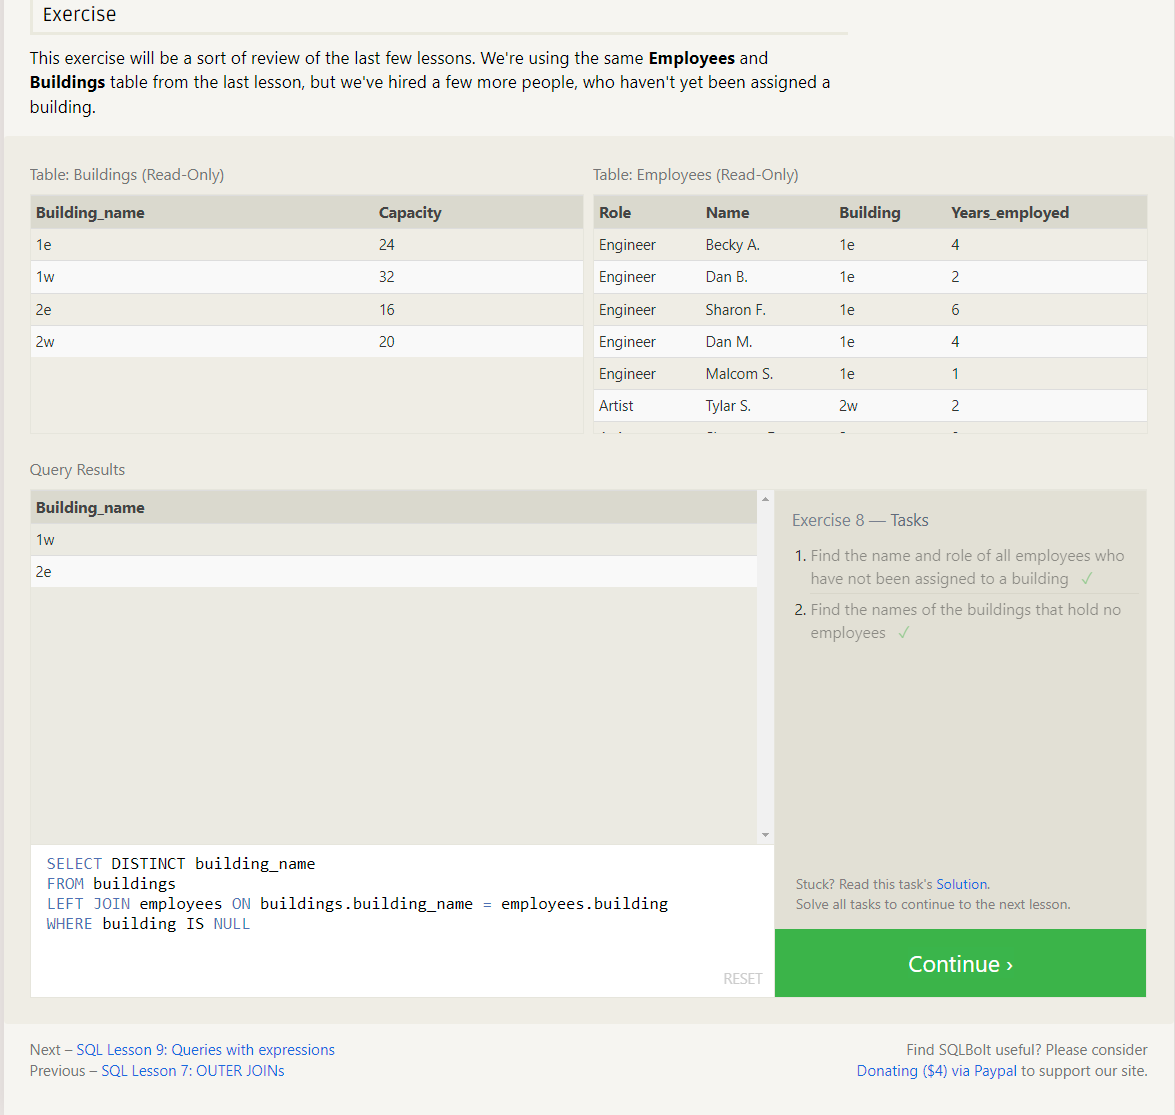 Exercise
This exercise will be a sort of review of the last few lessons. We're using the same Employees and
Buildings table from the last lesson, but we've hired a few more people, who haven't yet been assigned a
building.
Table: Buildings (Read-Only)
Building_name Capacity
1e 24
1w 32
2e 16
2w 20
Table: Employees (Read-Only)
Role Name Building Years_employed
Engineer Becky A. 1e 4
Engineer Dan B. 1e 2
Engineer Sharon F. 1e 6
Engineer Dan M. 1e 4
Engineer Malcom S. 1e 1
Artist Tylar S. 2w 2
Query Results
Building_name
1w
2e
Exercise 8 — Tasks
1. Find the name and role of all employees who
have not been assigned to a building ✓
2. Find the names of the buildings that hold no
employees ✓
SELECT DISTINCT building_name
FROM buildings
LEFT JOIN employees ON buildings.building_name = employees.building
WHERE building IS NULL
RESET
Stuck? Read this task's Solution.
Solve all tasks to continue to the next lesson.
Continue ›
Next – SQL Lesson 9: Queries with expressions
Previous – SQL Lesson 7: OUTER JOINs
Find SQLBolt useful? Please consider
Donating ($4) via Paypal to support our site.